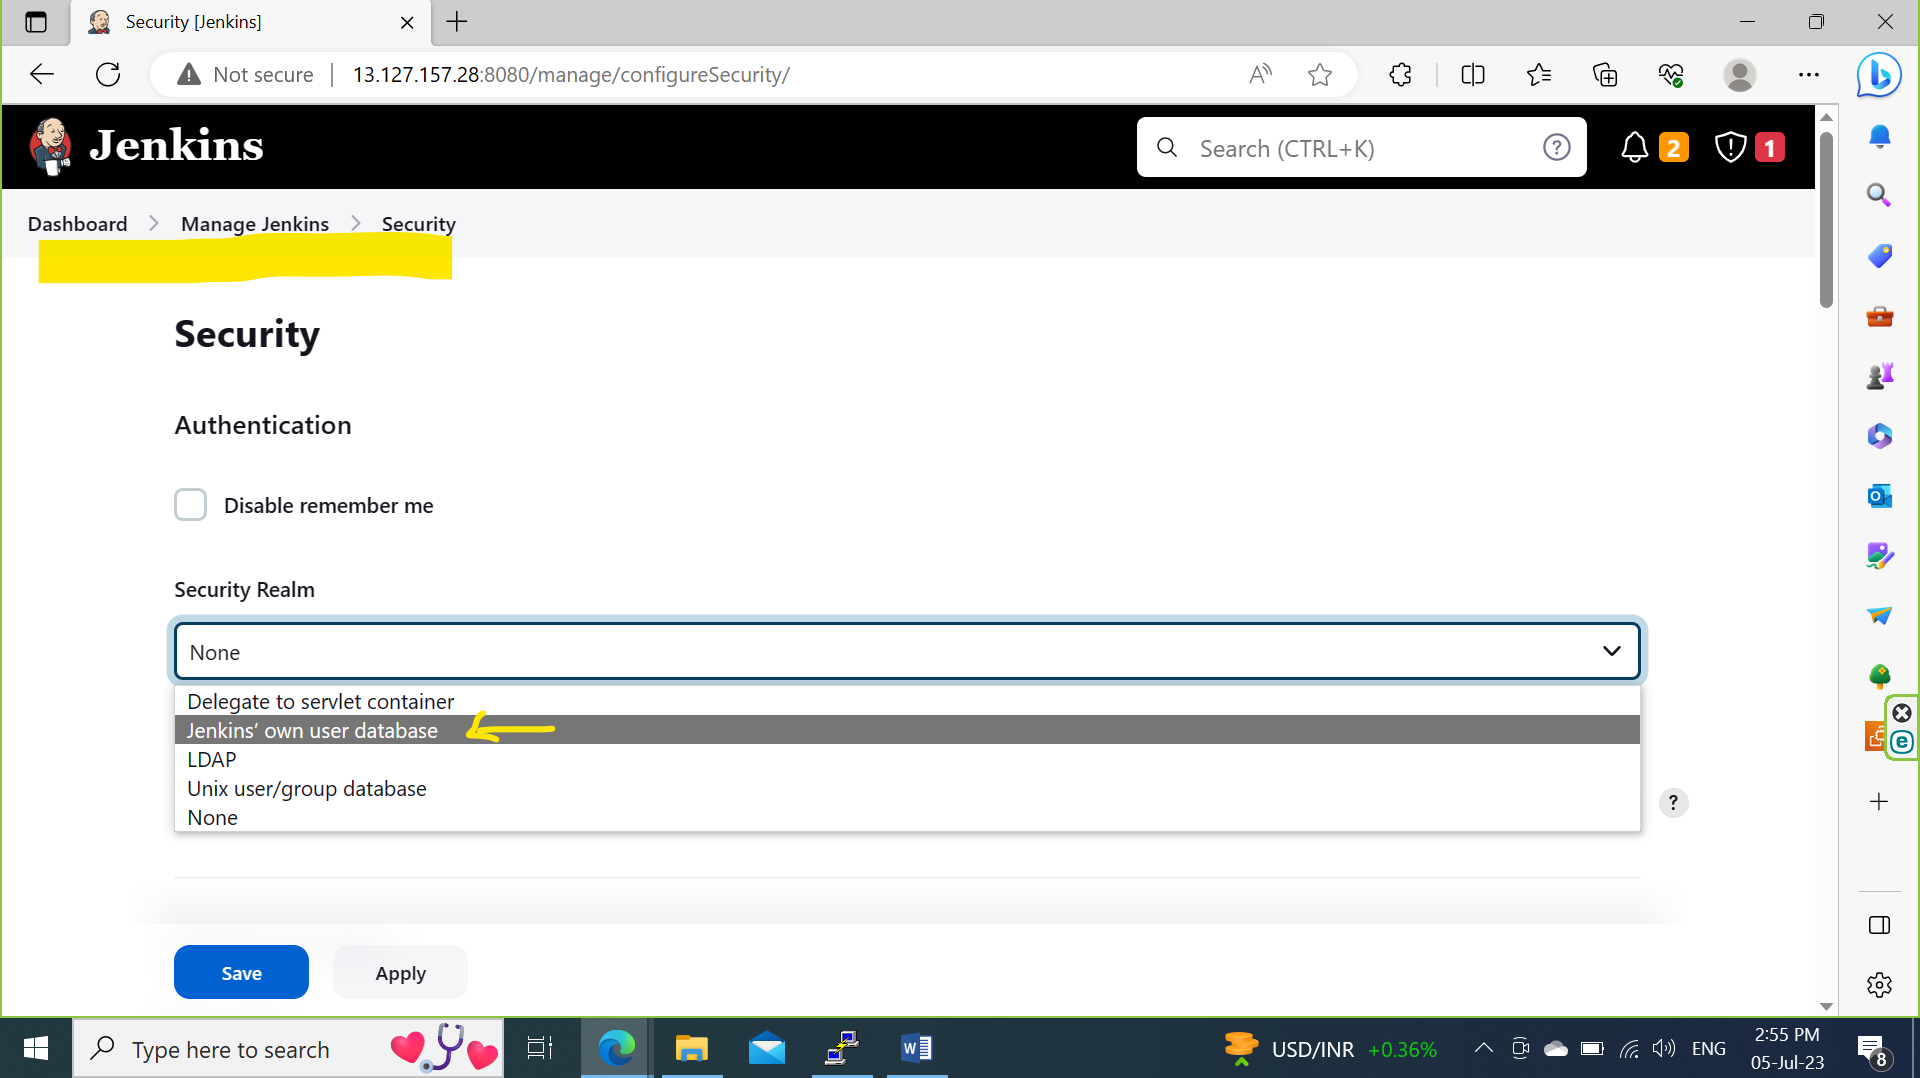 Security [Jenkins]
Not secure
13.127.157.28:8080/manage/configureSecurity/
Jenkins
Search (CTRL+K)
?
2
1
Dashboard
Manage Jenkins
Security
Security
Authentication
Disable remember me
Security Realm
None
Delegate to servlet container
Jenkins’ own user database
LDAP
Unix user/group database
None
?
Save
Apply
Type here to search
USD/INR +0.36%
ENG
2:55 PM
05-Jul-23
8